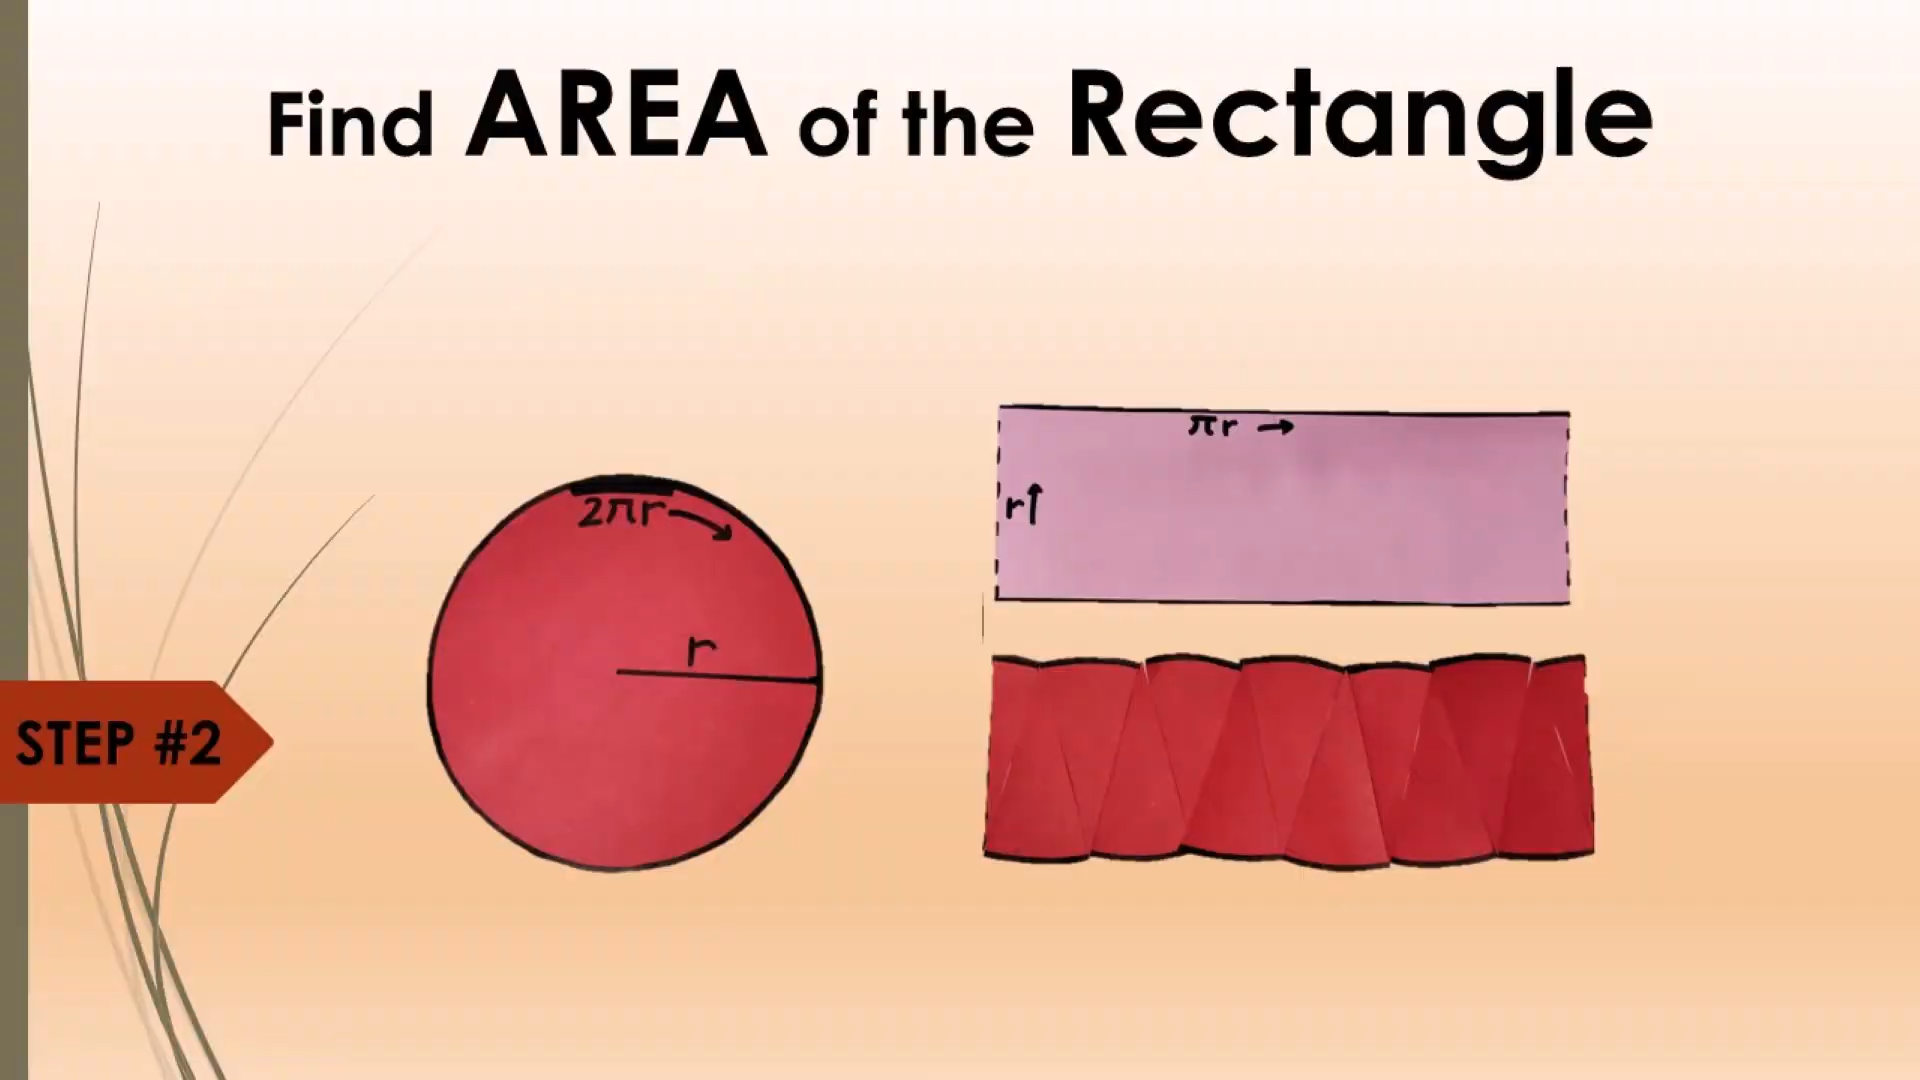 Find AREA of the Rectangle
πr →
r↑
2πr
r
STEP #2